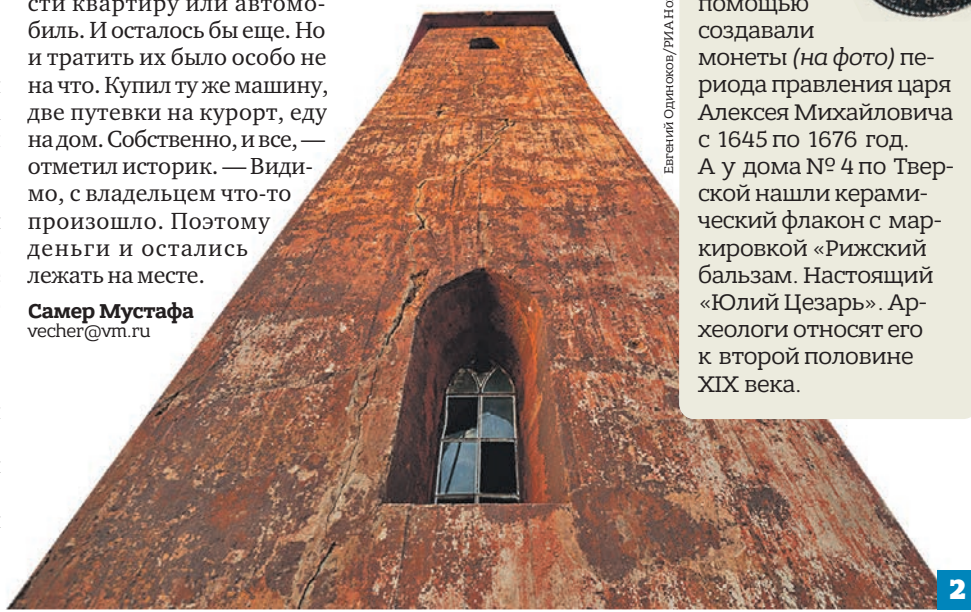 сти квартиру или автомо-
биль. И осталось бы еще. Но
и тратить их было особо не
на что. Купил ту же машину,
две путевки на курорт, еду
на дом. Собственно, и все, —
отметил историк. — Види-
мо, с владельцем что-то
произошло. Поэтому
деньги и остались
лежать на месте.
Самер Мустафа
vecher@vm.ru
Евгений Одиноков/РИА Но
помощью
создавали
монеты (на фото) пе-
риода правления царя
Алексея Михайловича
с 1645 по 1676 год.
А у дома № 4 по Твер-
ской нашли керами-
ческий флакон с мар-
кировкой «Рижский
бальзам. Настоящий
«Юлий Цезарь». Ар-
хеологи относят его
к второй половине
XIX века.
2